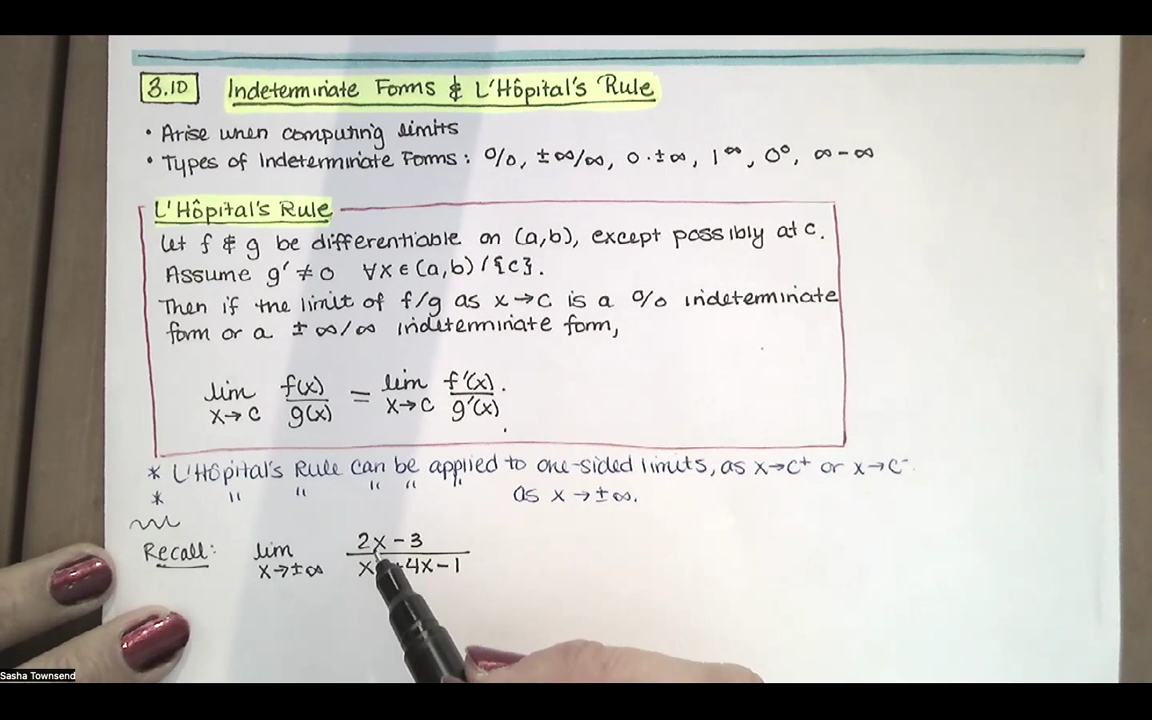 3.10 Indeterminate Forms & L'Hôpital's Rule
• Arise when computing limits
• Types of Indeterminate Forms: 0/0, ±∞/∞, 0·±∞, 1^∞, 0⁰, ∞-∞
L'Hôpital's Rule
Let f & g be differentiable on (a,b), except possibly at c.
Assume g' ≠ 0 ∀x ∈ (a,b) / {c}.
Then if the limit of f/g as x→c is a 0/0 indeterminate
form or a ±∞/∞ indeterminate form,
lim x→c f(x)/g(x) = lim x→c f'(x)/g'(x).
* L'Hôpital's Rule can be applied to one-sided limits, as x→c⁺ or x→c⁻.
* " " " " " as x→±∞.
Recall: lim x→±∞ 2x-3 / x +4x-1
Sasha Townsend